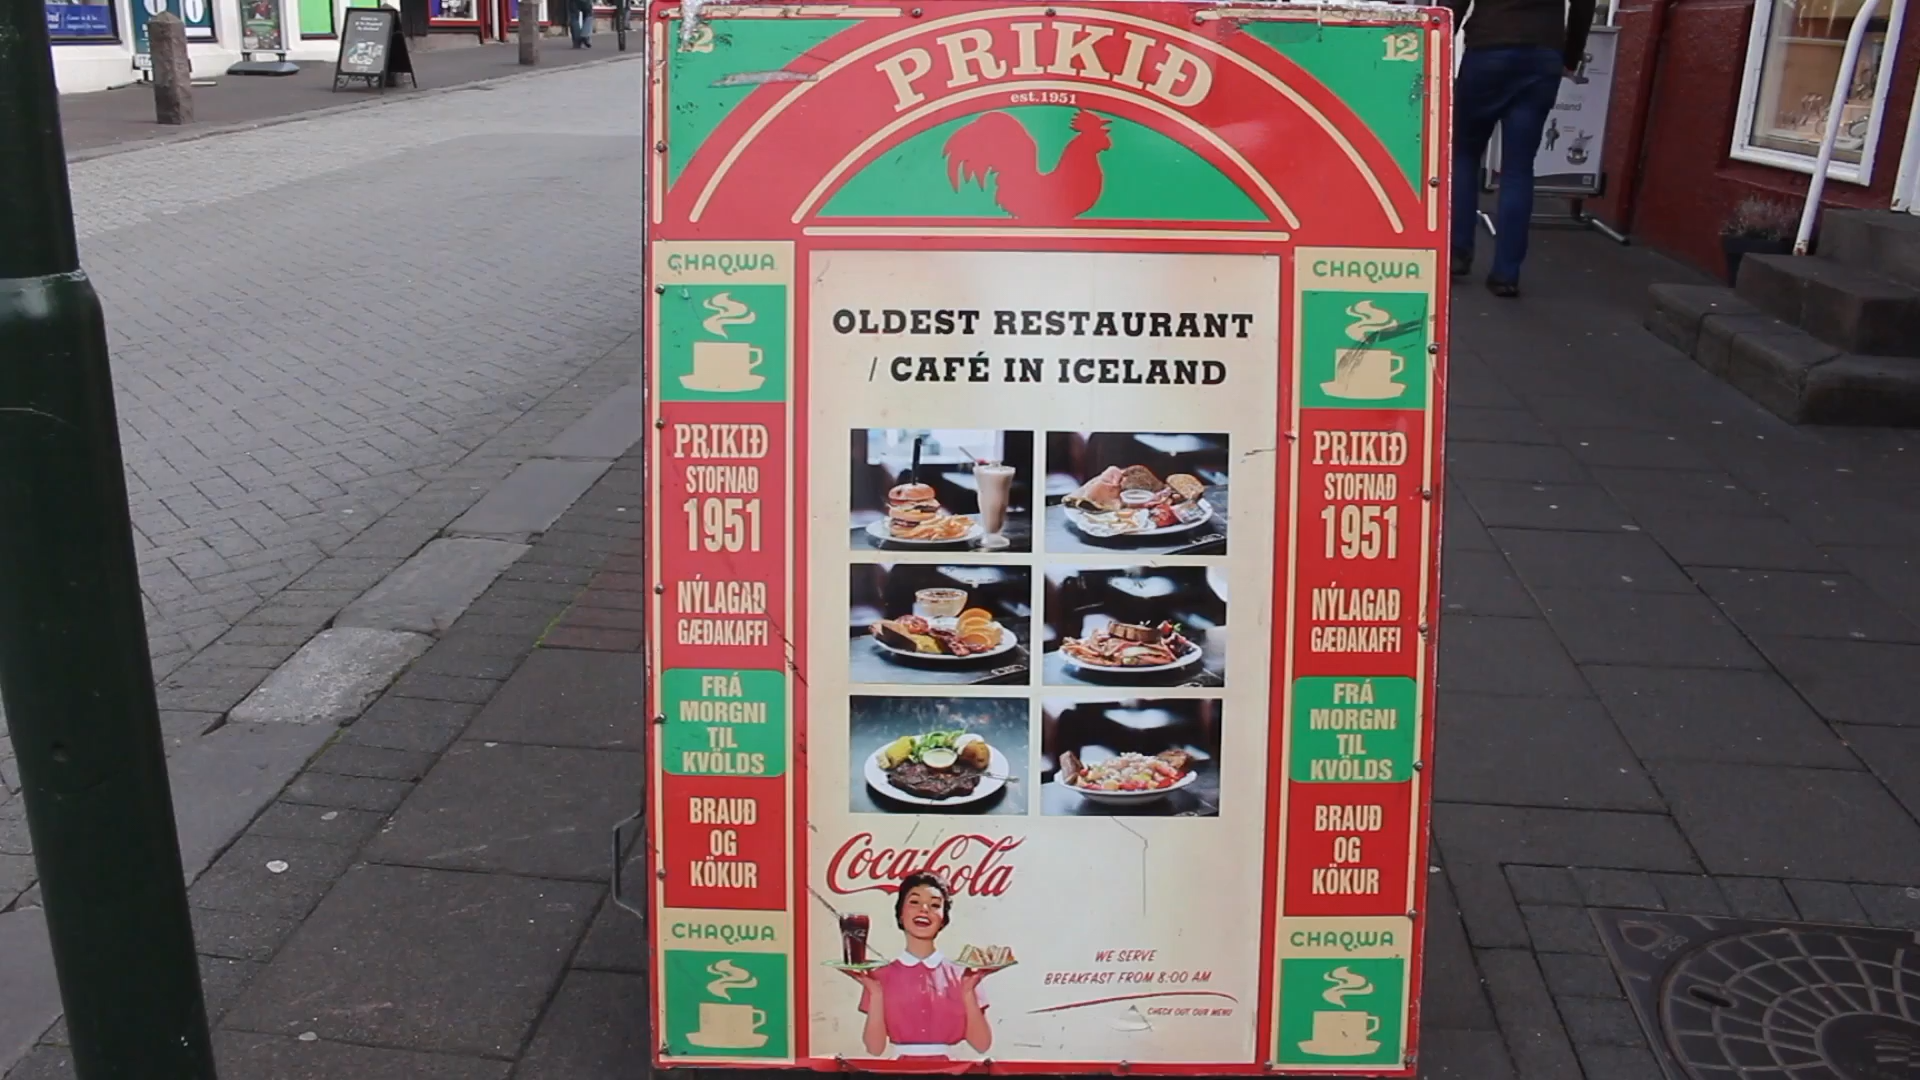 12
12
PRIKIÐ
est.1951
CHAQWA
CHAQWA
OLDEST RESTAURANT
/ CAFÉ IN ICELAND
PRIKIÐ
STOFNAÐ
1951
NÝLAGAÐ
GÆÐAKAFFI
FRÁ
MORGNI
TIL
KVÖLDS
BRAUÐ
OG
KÖKUR
CHAQWA
PRIKIÐ
STOFNAÐ
1951
NÝLAGAÐ
GÆÐAKAFFI
FRÁ
MORGNI
TIL
KVÖLDS
BRAUÐ
OG
KÖKUR
CHAQWA
Coca-Cola
WE SERVE
BREAKFAST FROM 8:00 AM
CHECK OUT OUR MENU